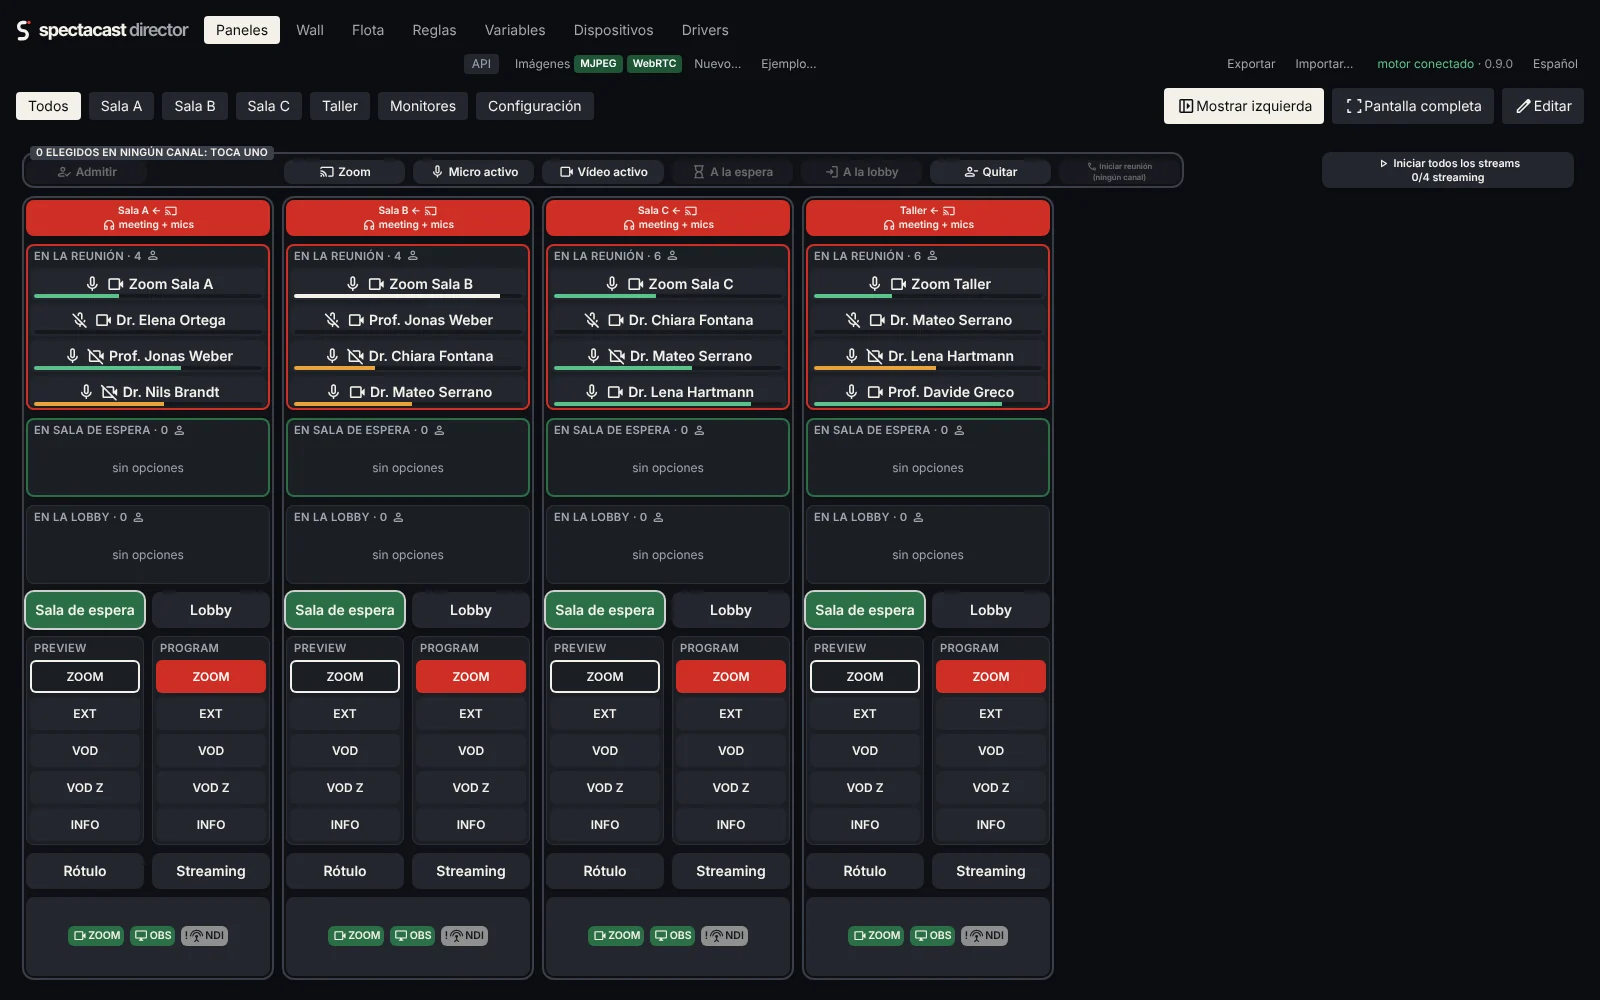 spectacast director
Paneles
Wall
Flota
Reglas
Variables
Dispositivos
Drivers
API
Imágenes
MJPEG
WebRTC
Nuevo...
Ejemplo...
Exportar
Importar...
motor conectado · 0.9.0
Español
Todos
Sala A
Sala B
Sala C
Taller
Monitores
Configuración
Mostrar izquierda
Pantalla completa
Editar
0 ELEGIDOS EN NINGÚN CANAL: TOCA UNO
Admitir
Zoom
Micro activo
Vídeo activo
A la espera
A la lobby
Quitar
Iniciar reunión
(ningún canal)
Iniciar todos los streams
0/4 streaming
Sala A ←
meeting + mics
EN LA REUNIÓN · 4
Zoom Sala A
Dr. Elena Ortega
Prof. Jonas Weber
Dr. Nils Brandt
EN SALA DE ESPERA · 0
sin opciones
EN LA LOBBY · 0
sin opciones
Sala de espera
Lobby
PREVIEW
ZOOM
EXT
VOD
VOD Z
INFO
PROGRAM
ZOOM
EXT
VOD
VOD Z
INFO
Rótulo
Streaming
ZOOM
OBS
! NDI
Sala B ←
meeting + mics
EN LA REUNIÓN · 4
Zoom Sala B
Prof. Jonas Weber
Dr. Chiara Fontana
Dr. Mateo Serrano
EN SALA DE ESPERA · 0
sin opciones
EN LA LOBBY · 0
sin opciones
Sala de espera
Lobby
PREVIEW
ZOOM
EXT
VOD
VOD Z
INFO
PROGRAM
ZOOM
EXT
VOD
VOD Z
INFO
Rótulo
Streaming
ZOOM
OBS
! NDI
Sala C ←
meeting + mics
EN LA REUNIÓN · 6
Zoom Sala C
Dr. Chiara Fontana
Dr. Mateo Serrano
Dr. Lena Hartmann
EN SALA DE ESPERA · 0
sin opciones
EN LA LOBBY · 0
sin opciones
Sala de espera
Lobby
PREVIEW
ZOOM
EXT
VOD
VOD Z
INFO
PROGRAM
ZOOM
EXT
VOD
VOD Z
INFO
Rótulo
Streaming
ZOOM
OBS
! NDI
Taller ←
meeting + mics
EN LA REUNIÓN · 6
Zoom Taller
Dr. Mateo Serrano
Dr. Lena Hartmann
Prof. Davide Greco
EN SALA DE ESPERA · 0
sin opciones
EN LA LOBBY · 0
sin opciones
Sala de espera
Lobby
PREVIEW
ZOOM
EXT
VOD
VOD Z
INFO
PROGRAM
ZOOM
EXT
VOD
VOD Z
INFO
Rótulo
Streaming
ZOOM
OBS
! NDI